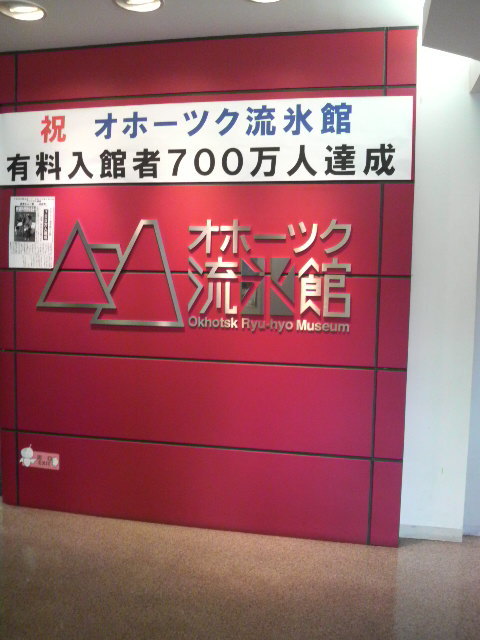 祝 オホーツク流氷館
有料入館者700万人達成
オホーツク
流氷館
Okhotsk Ryu-hyo Museum